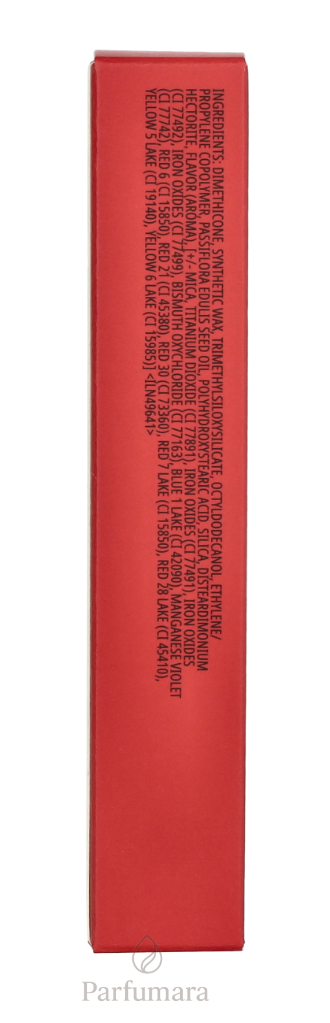 INGREDIENTS: DIMETHICONE, SYNTHETIC WAX, TRIMETHYLSILOXYSILICATE, OCTYLDODECANOL, ETHYLENE/
PROPYLENE COPOLYMER, PASSIFLORA EDULIS SEED OIL, POLYHYDROXYSTEARIC ACID, SILICA, DISTEARDIMONIUM
HECTORITE, FLAVOR (AROMA), [+/- MICA, TITANIUM DIOXIDE (CI 77891), IRON OXIDES (CI 77491), IRON OXIDES
(CI 77492), IRON OXIDES (CI 77499), BISMUTH OXYCHLORIDE (CI 77163), BLUE 1 LAKE (CI 42090), MANGANESE VIOLET
(CI 77742), RED 6 (CI 15850), RED 21 (CI 45380), RED 30 (CI 73360), RED 7 LAKE (CI 15850), RED 28 LAKE (CI 45410),
YELLOW 5 LAKE (CI 19140), YELLOW 6 LAKE (CI 15985)] <ILN49641>
Parfumara